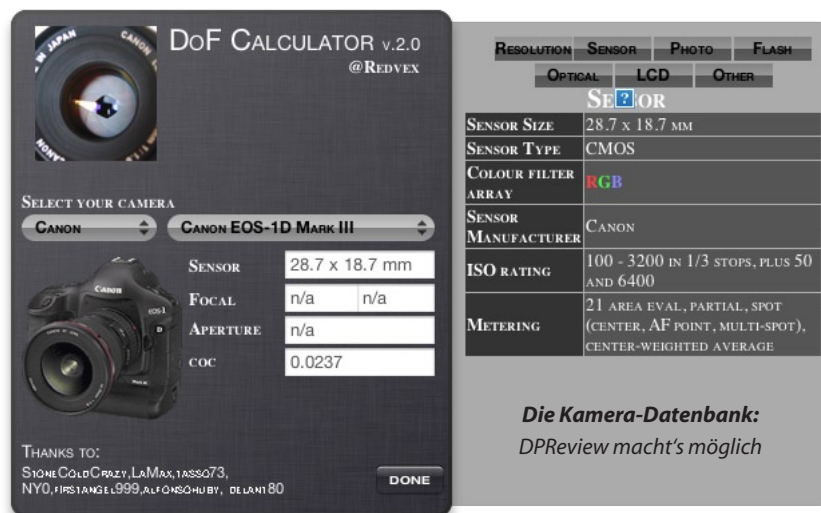 DoF Calculator v.2.0
@Redvex
Select your camera
Canon
Canon EOS-1D Mark III
Sensor 28.7 x 18.7 mm
Focal n/a n/a
Aperture n/a
coc 0.0237
Thanks to:
StoneColdCrazy, LaMax, tasso73,
NY0, firstangel999, alfonsohuby, delani80
DONE
Resolution Sensor Photo Flash
Optical LCD Other
Sensor Size 28.7 x 18.7 mm
Sensor Type CMOS
Colour filter
array RGB
Sensor
Manufacturer Canon
ISO rating 100 - 3200 in 1/3 stops, plus 50
and 6400
Metering 21 area eval, partial, spot
(center, AF point, multi-spot),
center-weighted average
Die Kamera-Datenbank:
DPReview macht's möglich